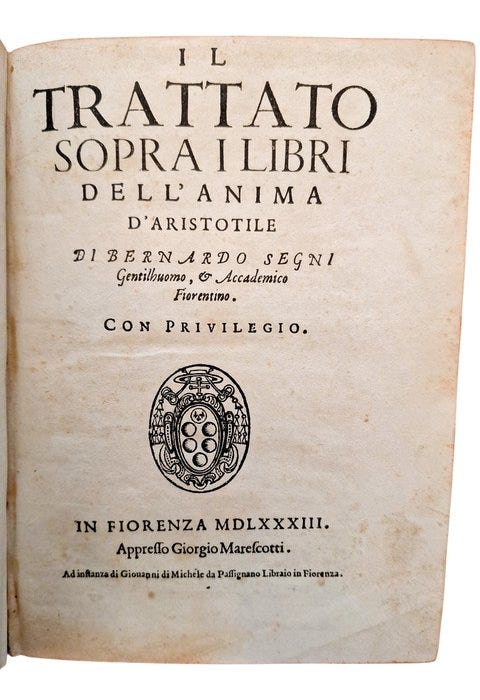 IL
TRATTATO
SOPRA I LIBRI
DELL'ANIMA
D'ARISTOTILE
DI BERNARDO SEGNI
Gentilhuomo, & Accademico
Fiorentino.
CON PRIVILEGIO.
IN FIORENZA MDLXXXIII.
Appreſſo Giorgio Mareſcotti.
Ad inſtanza di Giouanni di Michele da Paſſignano Libraio in Fiorenza.